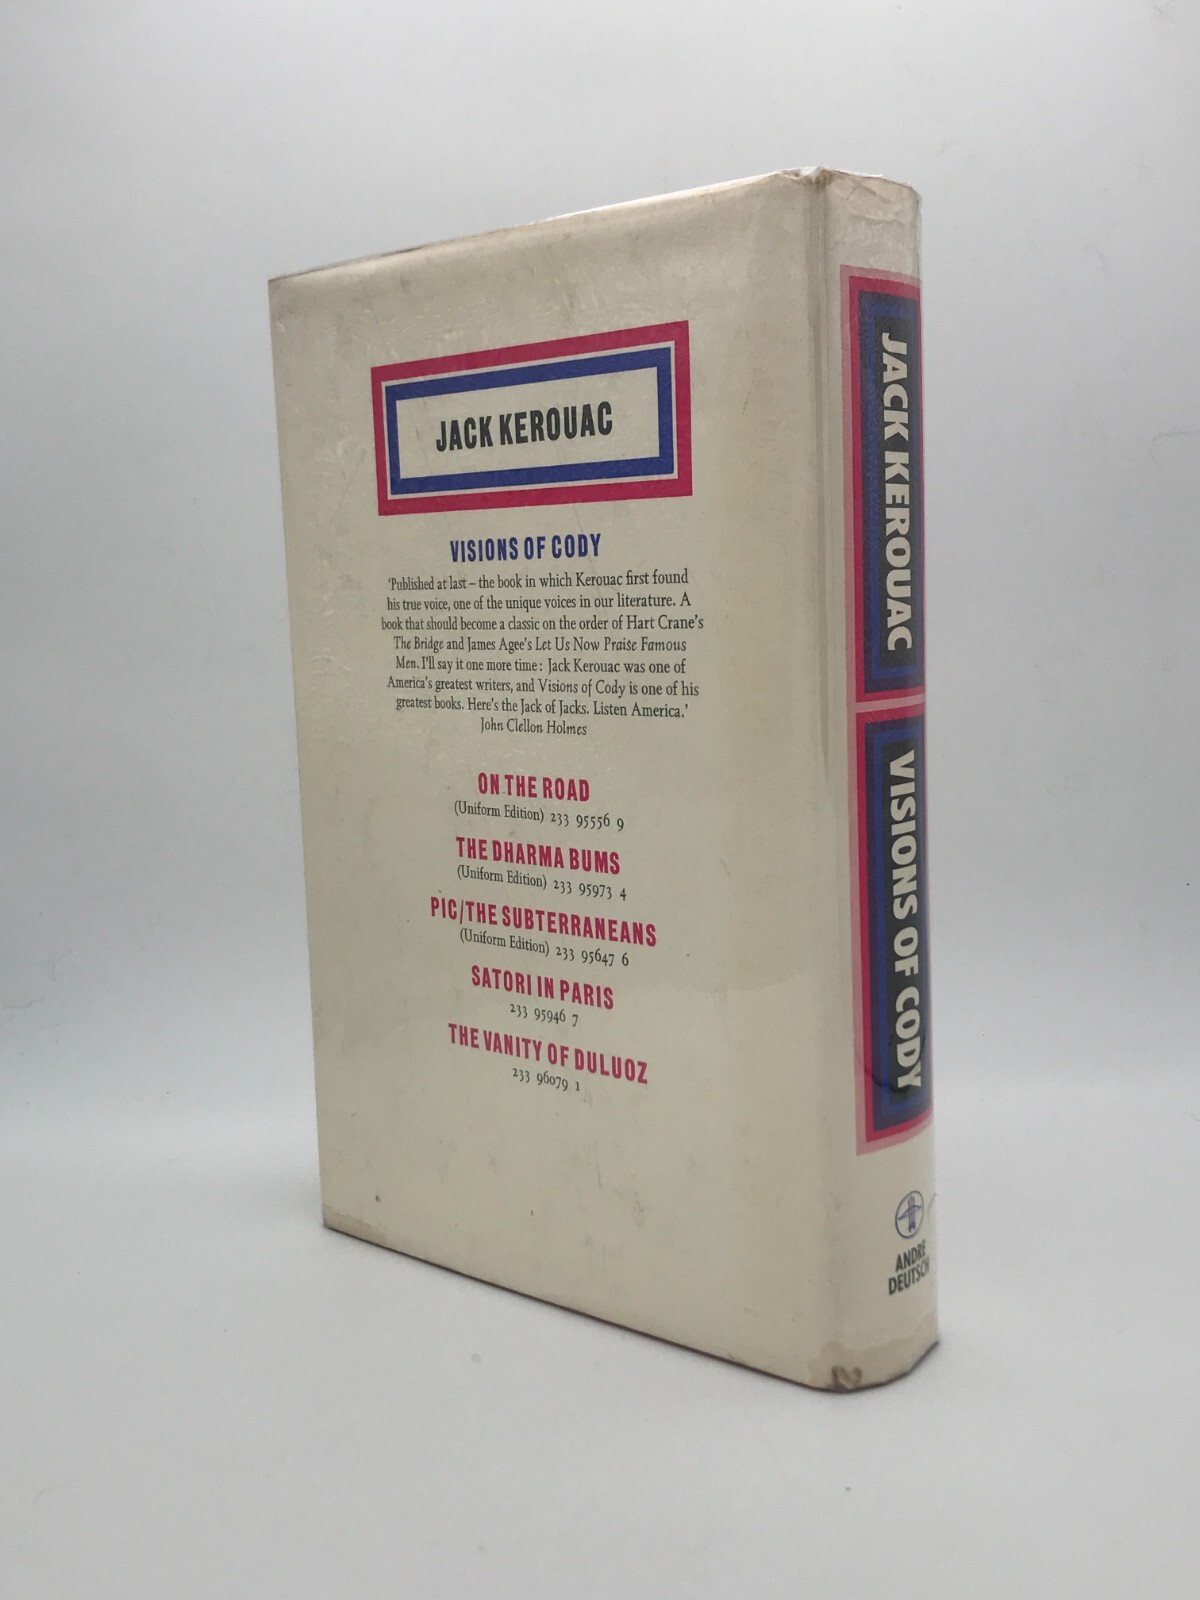 JACK KEROUAC
VISIONS OF CODY
'Published at last – the book in which Kerouac first found
his true voice, one of the unique voices in our literature. A
book that should become a classic on the order of Hart Crane's
The Bridge and James Agee's Let Us Now Praise Famous
Men. I'll say it one more time: Jack Kerouac was one of
America's greatest writers, and Visions of Cody is one of his
greatest books. Here's the Jack of Jacks. Listen America.'
John Clellon Holmes
ON THE ROAD
(Uniform Edition) 233 95556 9
THE DHARMA BUMS
(Uniform Edition) 233 95973 4
PIC/THE SUBTERRANEANS
(Uniform Edition) 233 95647 6
SATORI IN PARIS
233 95946 7
THE VANITY OF DULUOZ
233 96079 1
JACK KEROUAC
VISIONS OF CODY
ANDRE
DEUTSCH